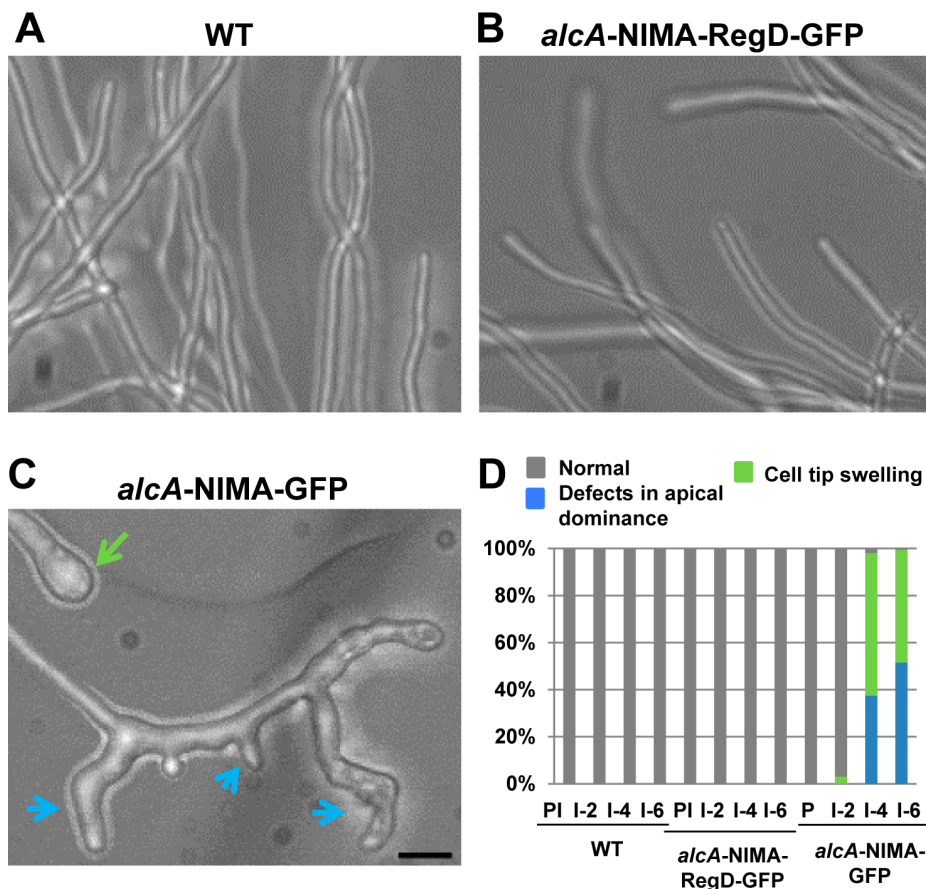 A
WT
B
alcA-NIMA-RegD-GFP
C
alcA-NIMA-GFP
D
Normal
Defects in apical
dominance
Cell tip swelling
100%
80%
60%
40%
20%
0%
PI I-2 I-4 I-6 PI I-2 I-4 I-6 P I-2 I-4 I-6
WT
alcA-NIMA-
RegD-GFP
alcA-NIMA-
GFP